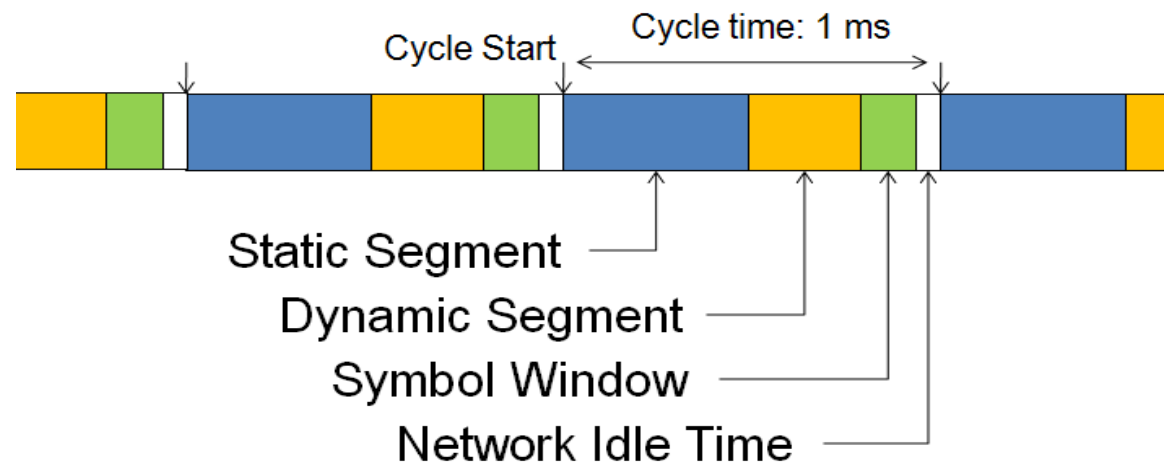 Cycle time: 1 ms
Cycle Start
Static Segment
Dynamic Segment
Symbol Window
Network Idle Time